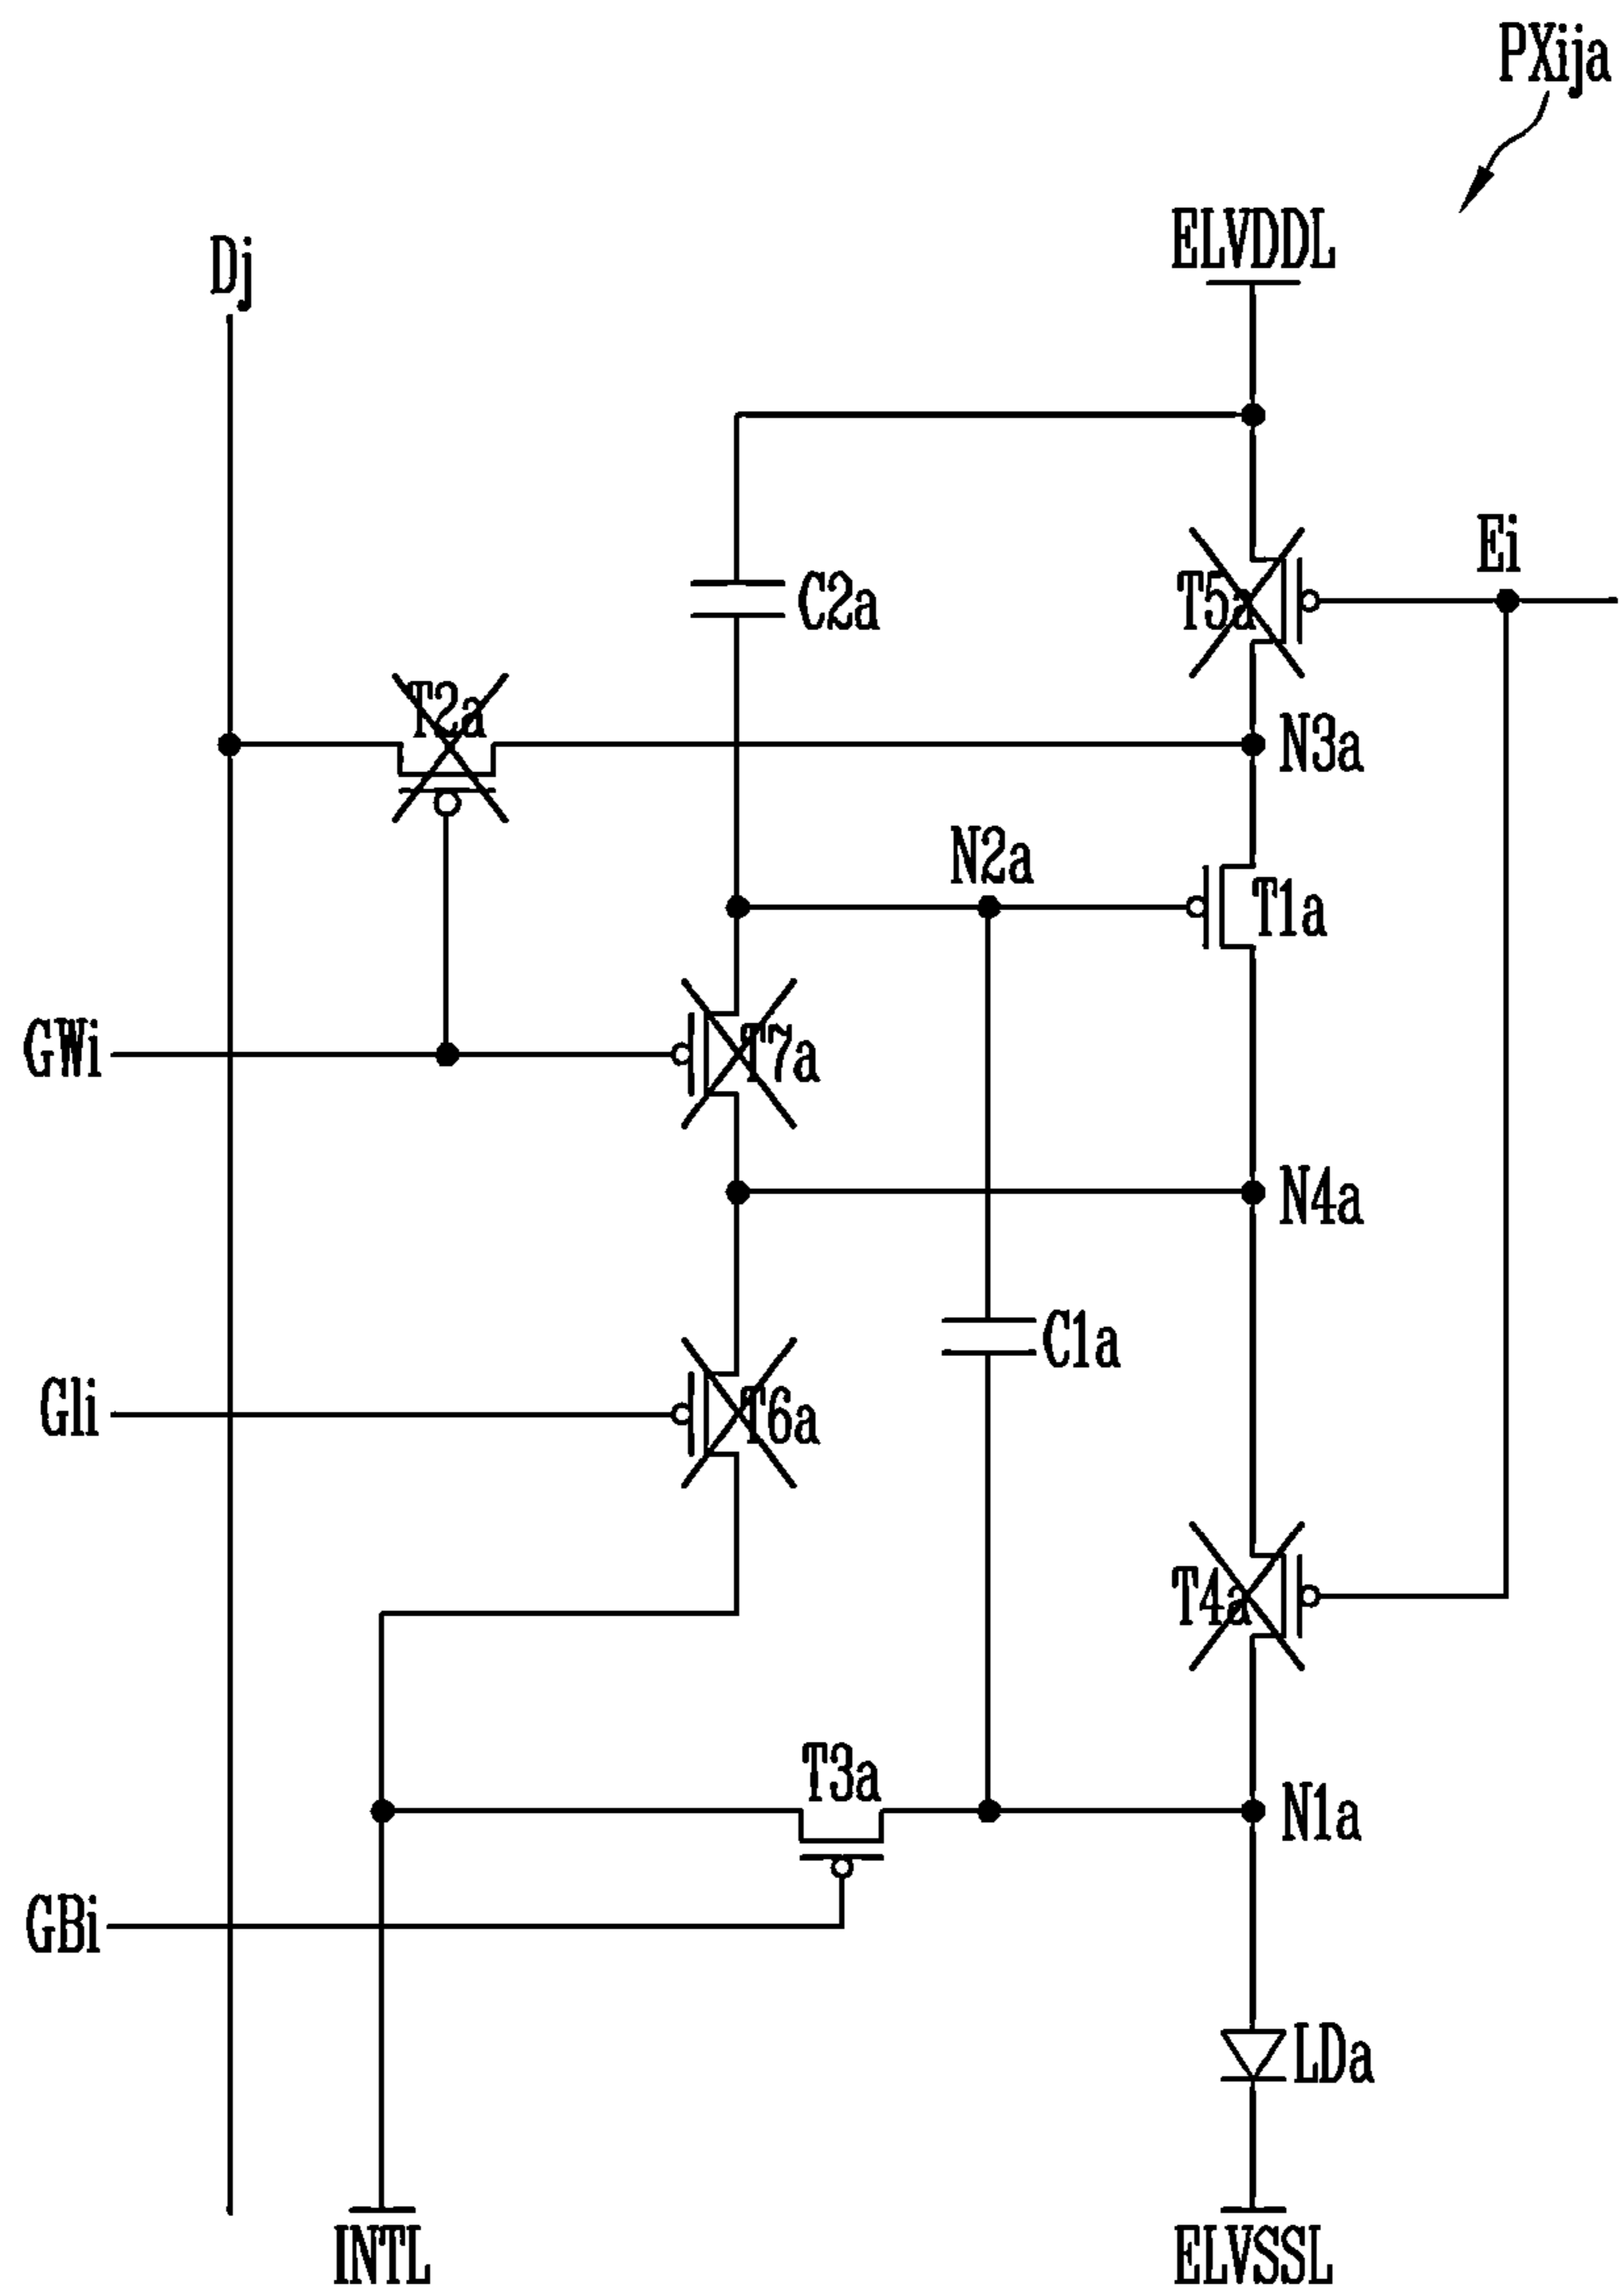 PXija
ELVDDL
Dj
Ei
C2a
T5a
T2a
N3a
N2a
T1a
GWi
T7a
N4a
C1a
GIi
T6a
T4a
T3a
N1a
GBi
LDa
INTL
ELVSSL